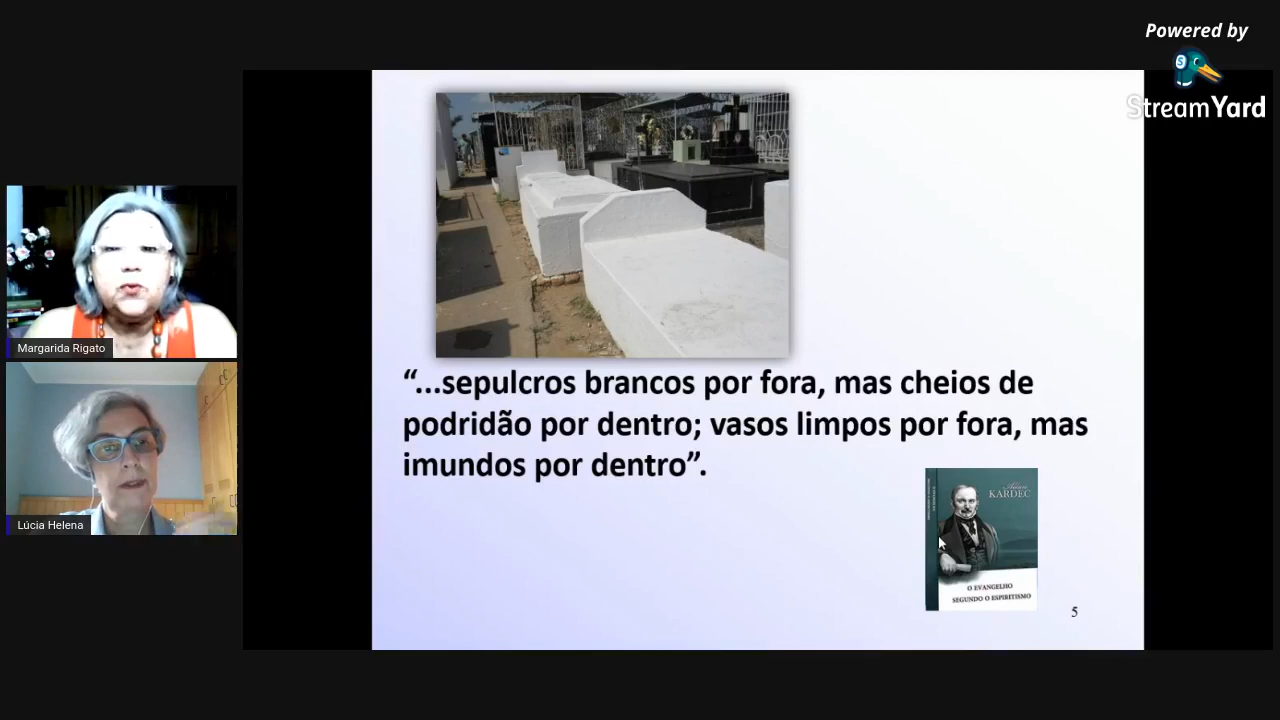 Powered by
StreamYard
Margarida Rigato
Lúcia Helena
“...sepulcros brancos por fora, mas cheios de
podridão por dentro; vasos limpos por fora, mas
imundos por dentro”.
Allan
KARDEC
O EVANGELHO
SEGUNDO O ESPIRITISMO
5